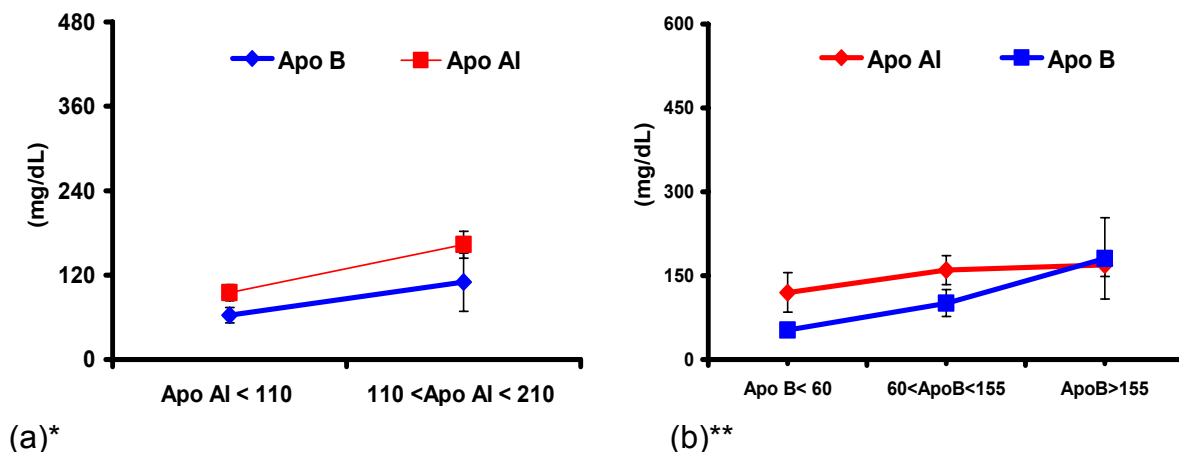 480
360
240
120
0
(mg/dL)
Apo B
Apo AI
Apo AI < 110
110 <Apo AI < 210
(a)*
600
450
300
150
0
(mg/dL)
Apo AI
Apo B
Apo B< 60
60<ApoB<155
ApoB>155
(b)**